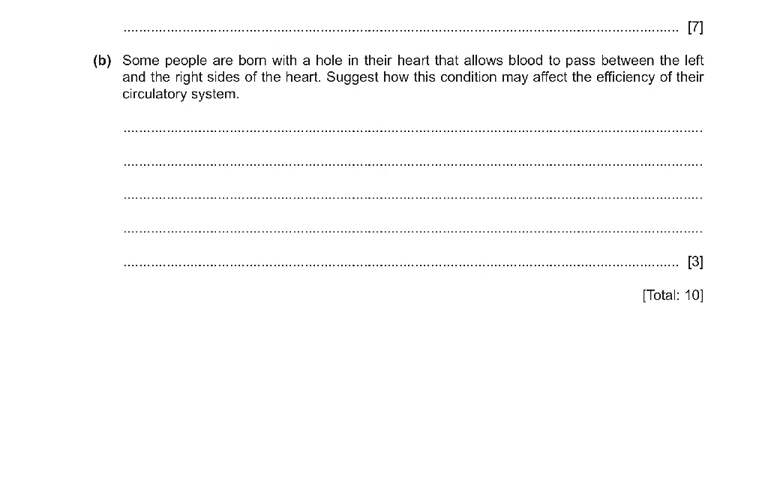 .................................................................................................................................................. [7]
(b) Some people are born with a hole in their heart that allows blood to pass between the left
and the right sides of the heart. Suggest how this condition may affect the efficiency of their
circulatory system.
........................................................................................................................................................
........................................................................................................................................................
........................................................................................................................................................
........................................................................................................................................................
.................................................................................................................................................. [3]
[Total: 10]